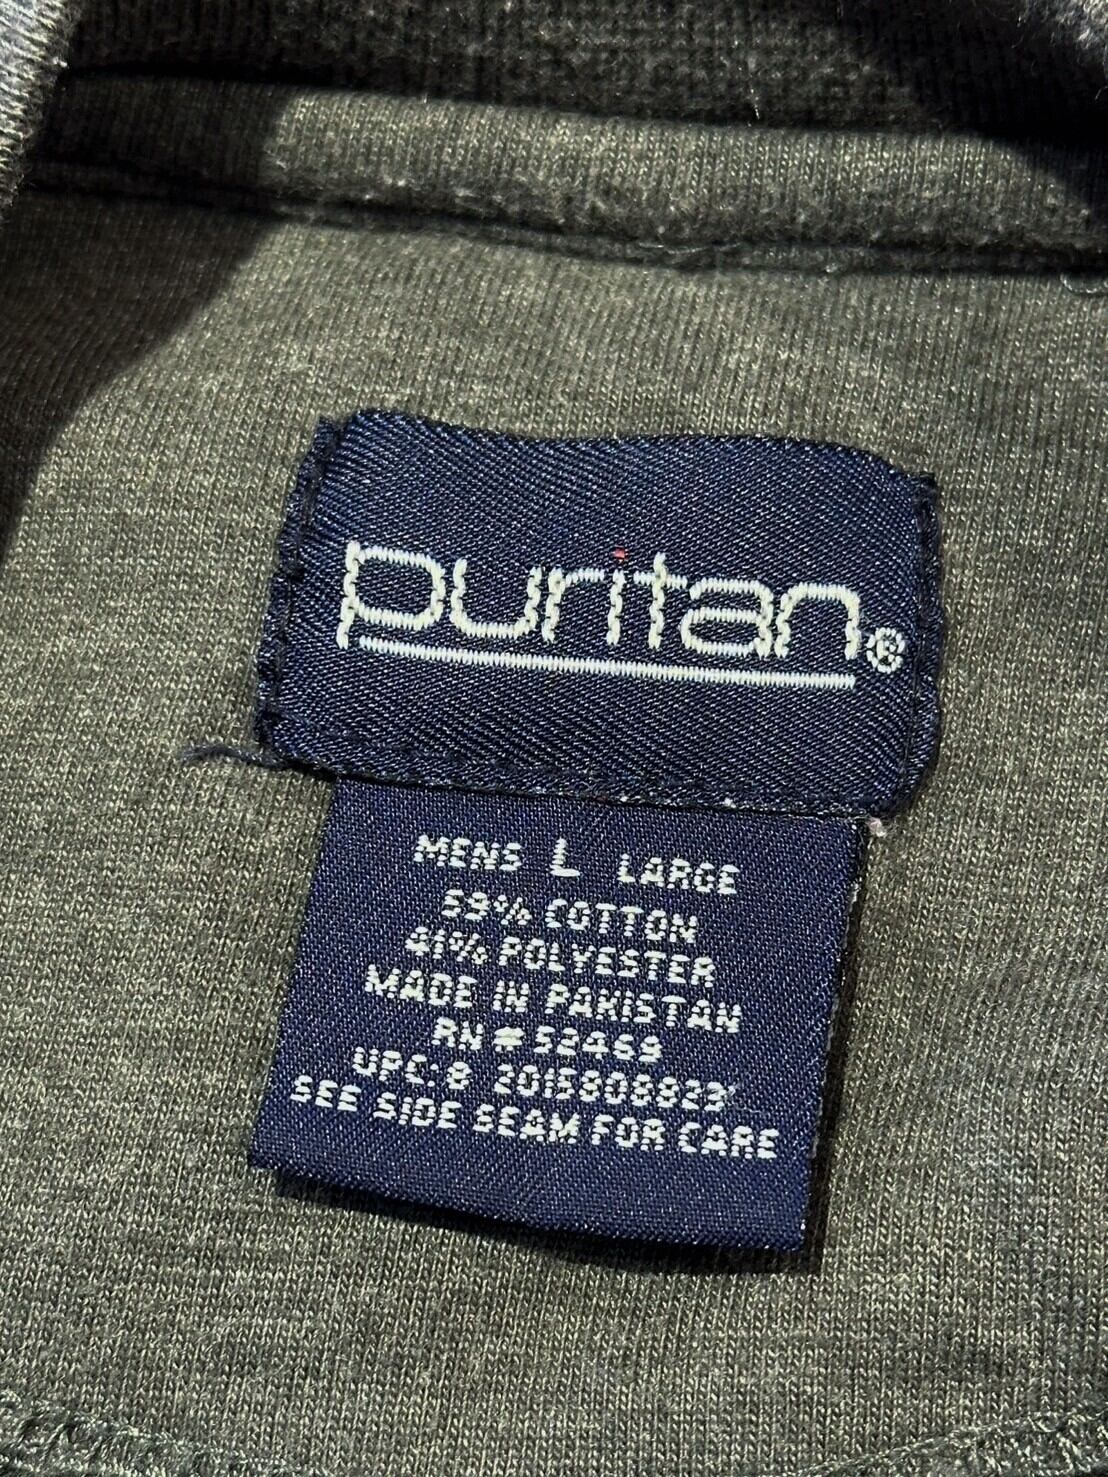 puritan®
MENS L LARGE
59% COTTON
41% POLYESTER
MADE IN PAKISTAN
RN # 52469
UPC:8 2015808823
SEE SIDE SEAM FOR CARE